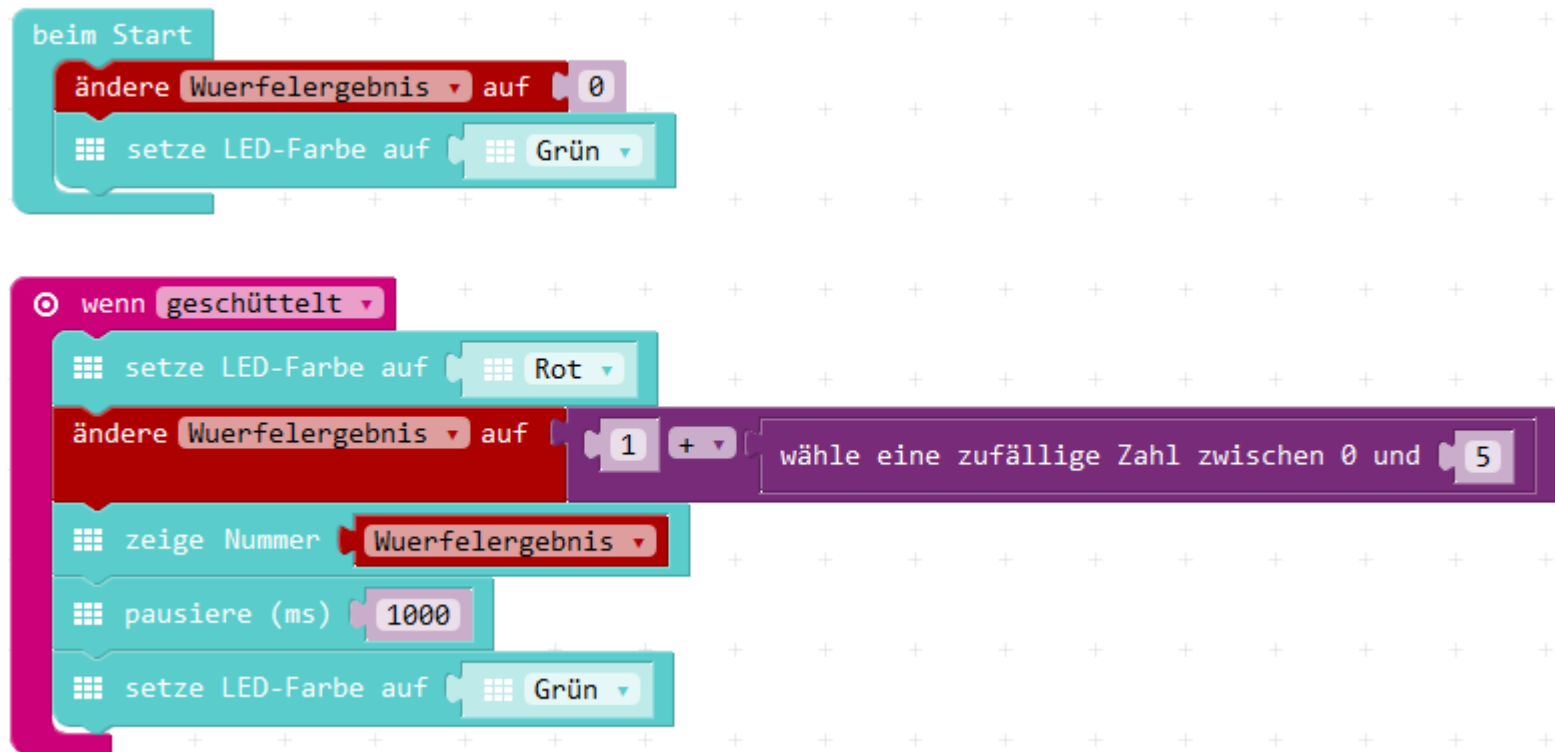 beim Start
ändere Wuerfelergebnis auf 0
setze LED-Farbe auf Grün
wenn geschüttelt
setze LED-Farbe auf Rot
ändere Wuerfelergebnis auf 1 + wähle eine zufällige Zahl zwischen 0 und 5
zeige Nummer Wuerfelergebnis
pausiere (ms) 1000
setze LED-Farbe auf Grün